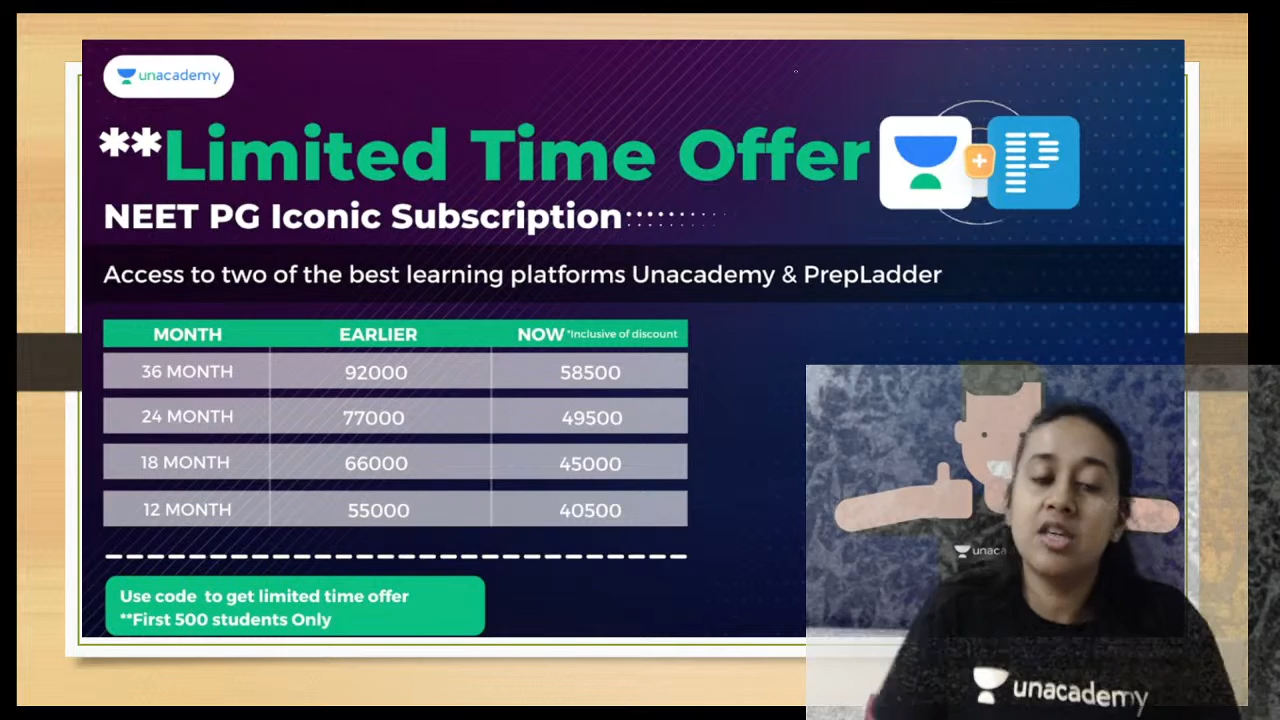 unacademy
**Limited Time Offer
NEET PG Iconic Subscription
Access to two of the best learning platforms Unacademy & PrepLadder
MONTH EARLIER NOW *Inclusive of discount
36 MONTH 92000 58500
24 MONTH 77000 49500
18 MONTH 66000 45000
12 MONTH 55000 40500
Use code to get limited time offer
**First 500 students Only
unaca
unacademy